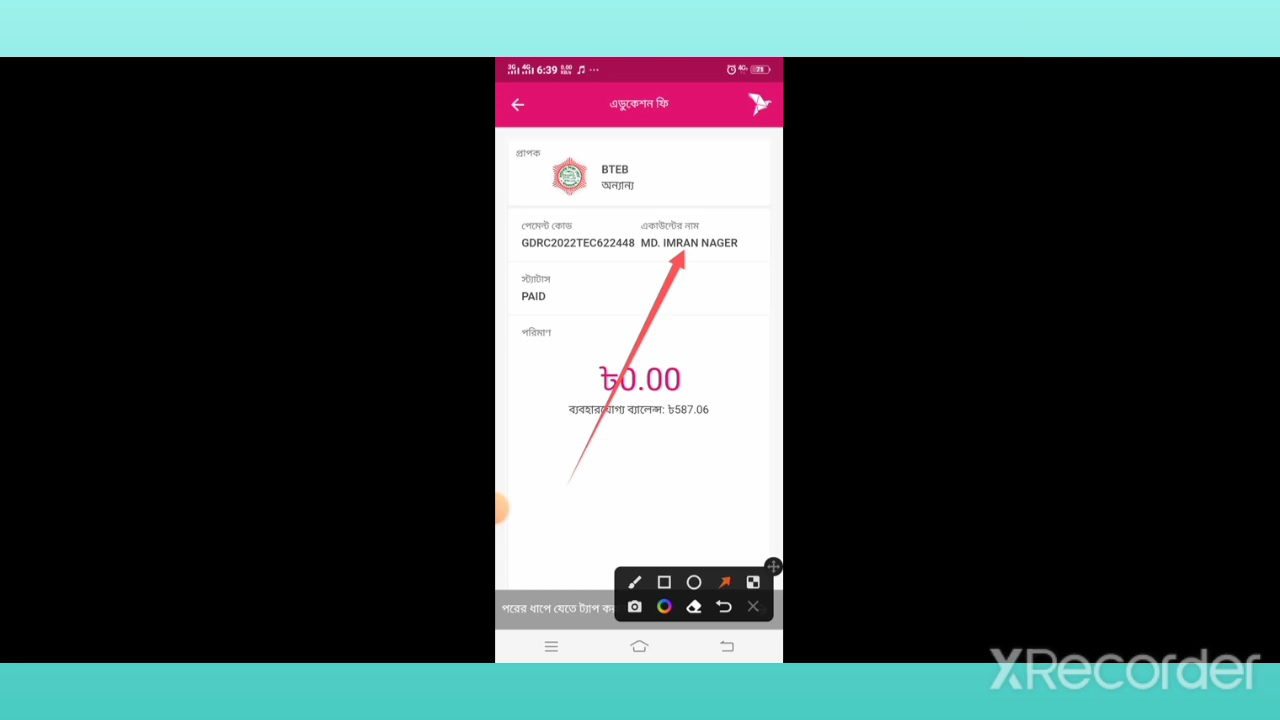 6:39
এডুকেশন ফি
প্রাপক
BTEB
অন্যান্য
পেমেন্ট কোড
একাউন্টের নাম
GDRC2022TEC622448
MD. IMRAN NAGER
স্ট্যাটাস
PAID
পরিমাণ
৳0.00
ব্যবহারযোগ্য ব্যালেন্স: ৳587.06
পরের ধাপে যেতে ট্যাপ
XRecorder